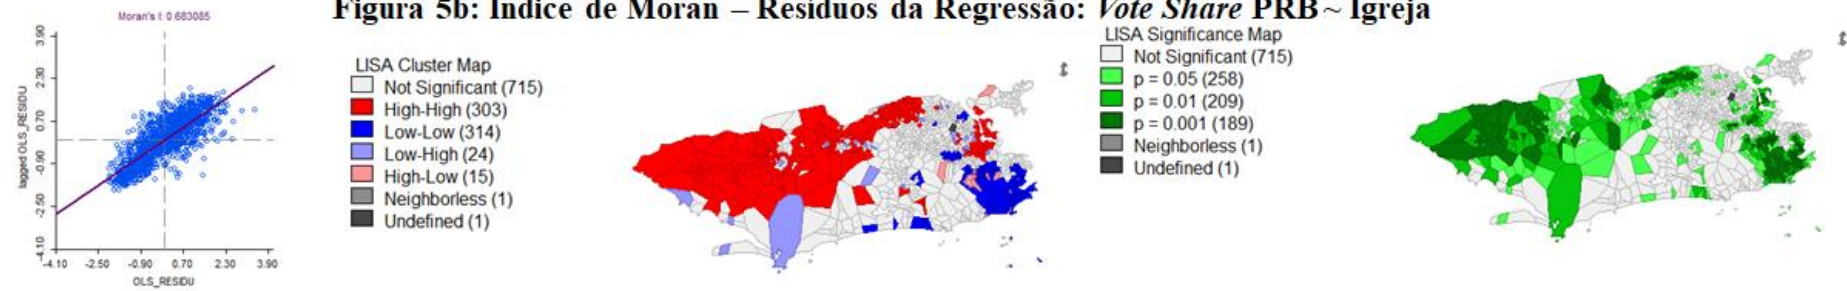 Figura 5b: Índice de Moran – Resíduos da Regressão: Vote Share PRB ~ Igreja
Moran's I: 0.683085
3.90
2.30
0.70
-0.90
-2.50
-4.10
lagged OLS_RESIDU
-4.10 -2.50 -0.90 0.70 2.30 3.90
OLS_RESIDU
LISA Cluster Map
Not Significant (715)
High-High (303)
Low-Low (314)
Low-High (24)
High-Low (15)
Neighborless (1)
Undefined (1)
LISA Significance Map
Not Significant (715)
p = 0.05 (258)
p = 0.01 (209)
p = 0.001 (189)
Neighborless (1)
Undefined (1)